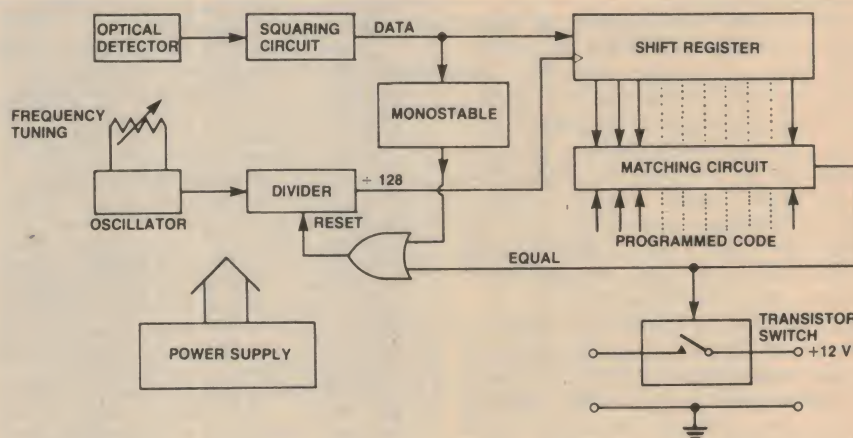 OPTICAL
DETECTOR
SQUARING
CIRCUIT
DATA
SHIFT REGISTER
FREQUENCY
TUNING
MONOSTABLE
MATCHING CIRCUIT
OSCILLATOR
DIVIDER
÷ 128
RESET
PROGRAMMED CODE
EQUAL
POWER SUPPLY
TRANSISTOR
SWITCH
+12 V